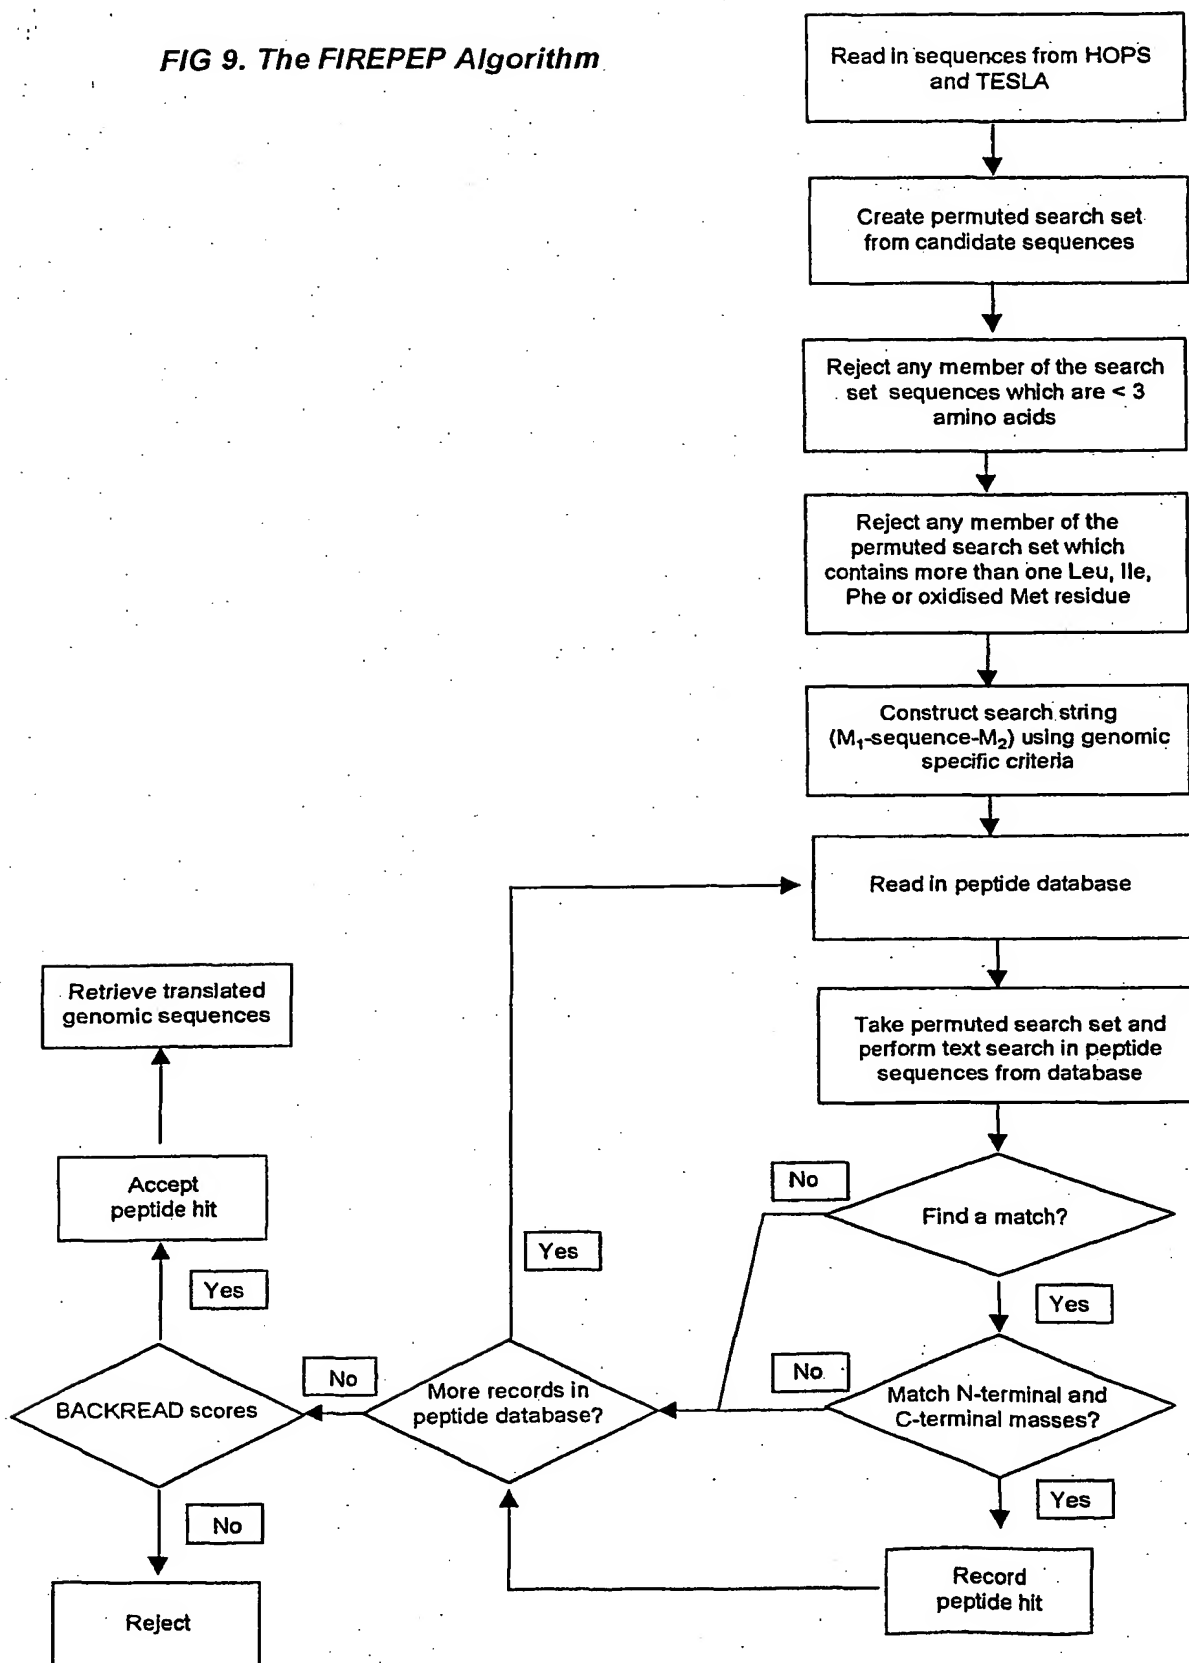 FIG 9. The FIREPEP Algorithm
Read in sequences from HOPS
and TESLA
Create permuted search set
from candidate sequences
Reject any member of the search
set sequences which are < 3
amino acids
Reject any member of the
permuted search set which
contains more than one Leu, Ile,
Phe or oxidised Met residue
Construct search string
(M₁-sequence-M₂) using genomic
specific criteria
Read in peptide database
Take permuted search set and
perform text search in peptide
sequences from database
Find a match?
No
Yes
Match N-terminal and
C-terminal masses?
No
Yes
Record
peptide hit
More records in
peptide database?
Yes
No
BACKREAD scores
Yes
Accept
peptide hit
Retrieve translated
genomic sequences
No
Reject